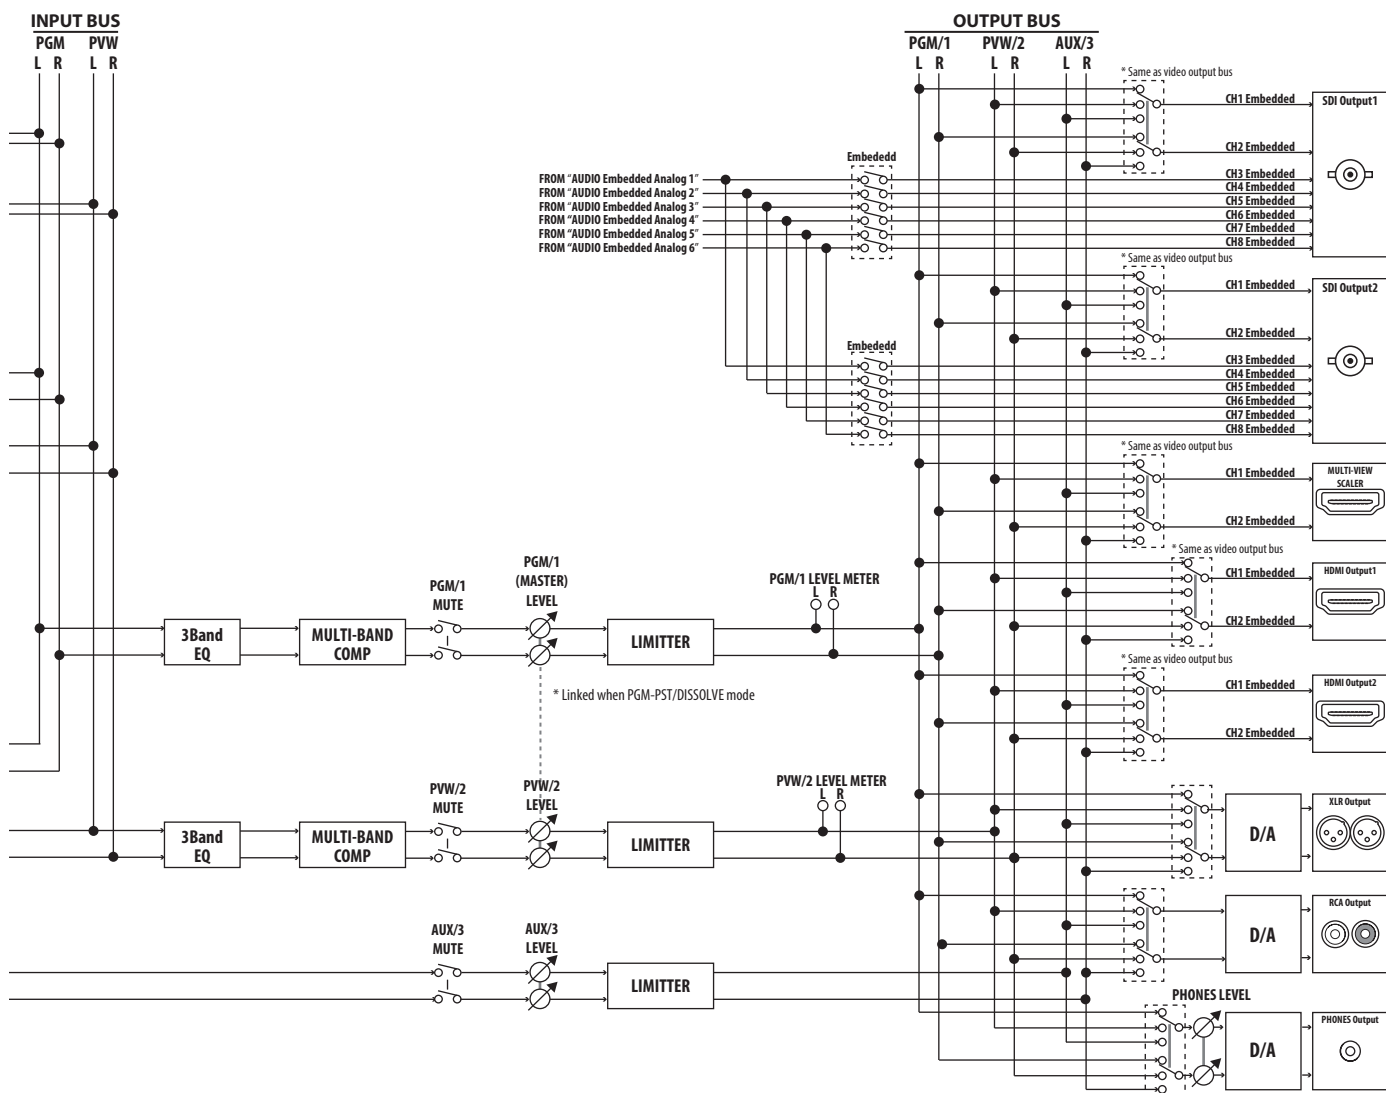 INPUT BUS
PGM PVW
L R L R
OUTPUT BUS
PGM/1 PVW/2 AUX/3
L R L R L R
* Same as video output bus
CH1 Embedded
SDI Output1
CH2 Embedded
Embededd
FROM “AUDIO Embedded Analog 1”
FROM “AUDIO Embedded Analog 2”
FROM “AUDIO Embedded Analog 3”
FROM “AUDIO Embedded Analog 4”
FROM “AUDIO Embedded Analog 5”
FROM “AUDIO Embedded Analog 6”
CH3 Embedded
CH4 Embedded
CH5 Embedded
CH6 Embedded
CH7 Embedded
CH8 Embedded
* Same as video output bus
CH1 Embedded
SDI Output2
CH2 Embedded
Embededd
CH3 Embedded
CH4 Embedded
CH5 Embedded
CH6 Embedded
CH7 Embedded
CH8 Embedded
* Same as video output bus
CH1 Embedded
MULTI-VIEW
SCALER
CH2 Embedded
* Same as video output bus
CH1 Embedded
HDMI Output1
CH2 Embedded
PGM/1
MUTE
PGM/1
(MASTER)
LEVEL
PGM/1 LEVEL METER
L R
3Band
EQ
MULTI-BAND
COMP
LIMITTER
* Linked when PGM-PST/DISSOLVE mode
* Same as video output bus
CH1 Embedded
HDMI Output2
CH2 Embedded
PVW/2
MUTE
PVW/2
LEVEL
PVW/2 LEVEL METER
L R
3Band
EQ
MULTI-BAND
COMP
LIMITTER
D/A
XLR Output
AUX/3
MUTE
AUX/3
LEVEL
LIMITTER
D/A
RCA Output
PHONES LEVEL
D/A
PHONES Output